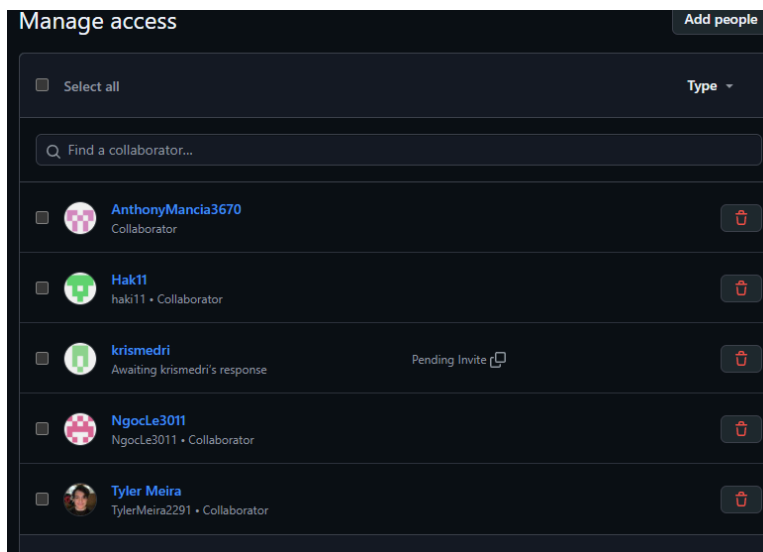 Manage access
Add people
Select all
Type
Find a collaborator...
AnthonyMancia3670
Collaborator
Hak11
haki11 • Collaborator
krismedri
Awaiting krismedri's response
Pending Invite
NgocLe3011
NgocLe3011 • Collaborator
Tyler Meira
TylerMeira2291 • Collaborator